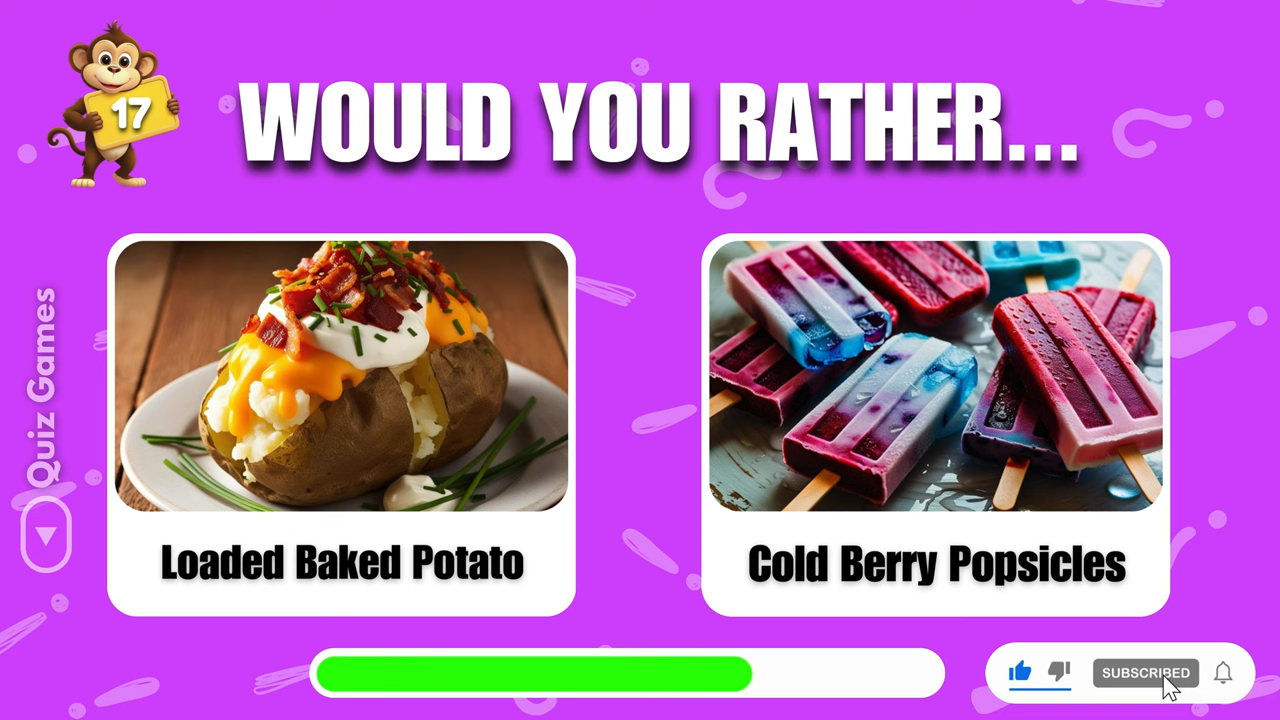 17
WOULD YOU RATHER...
Quiz Games
Loaded Baked Potato
Cold Berry Popsicles
SUBSCRIBED